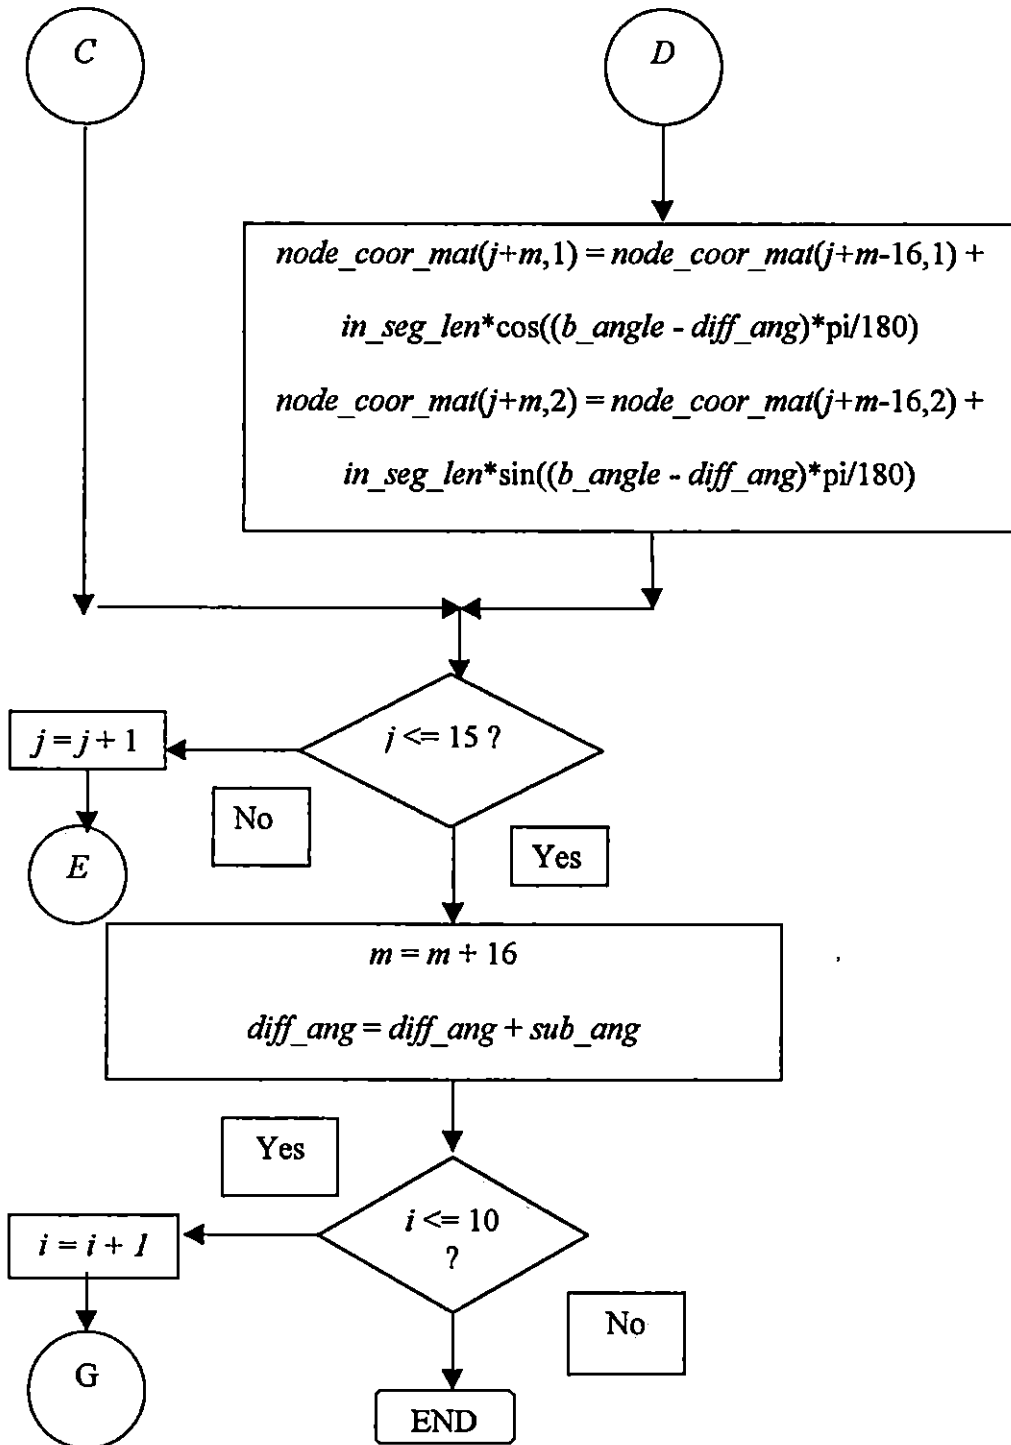 C
D
node_coor_mat(j+m,1) = node_coor_mat(j+m-16,1) +
in_seg_len*cos((b_angle - diff_ang)*pi/180)
node_coor_mat(j+m,2) = node_coor_mat(j+m-16,2) +
in_seg_len*sin((b_angle - diff_ang)*pi/180)
j <= 15 ?
j = j + 1
No
Yes
E
m = m + 16
diff_ang = diff_ang + sub_ang
Yes
i <= 10
?
i = i + 1
No
G
END